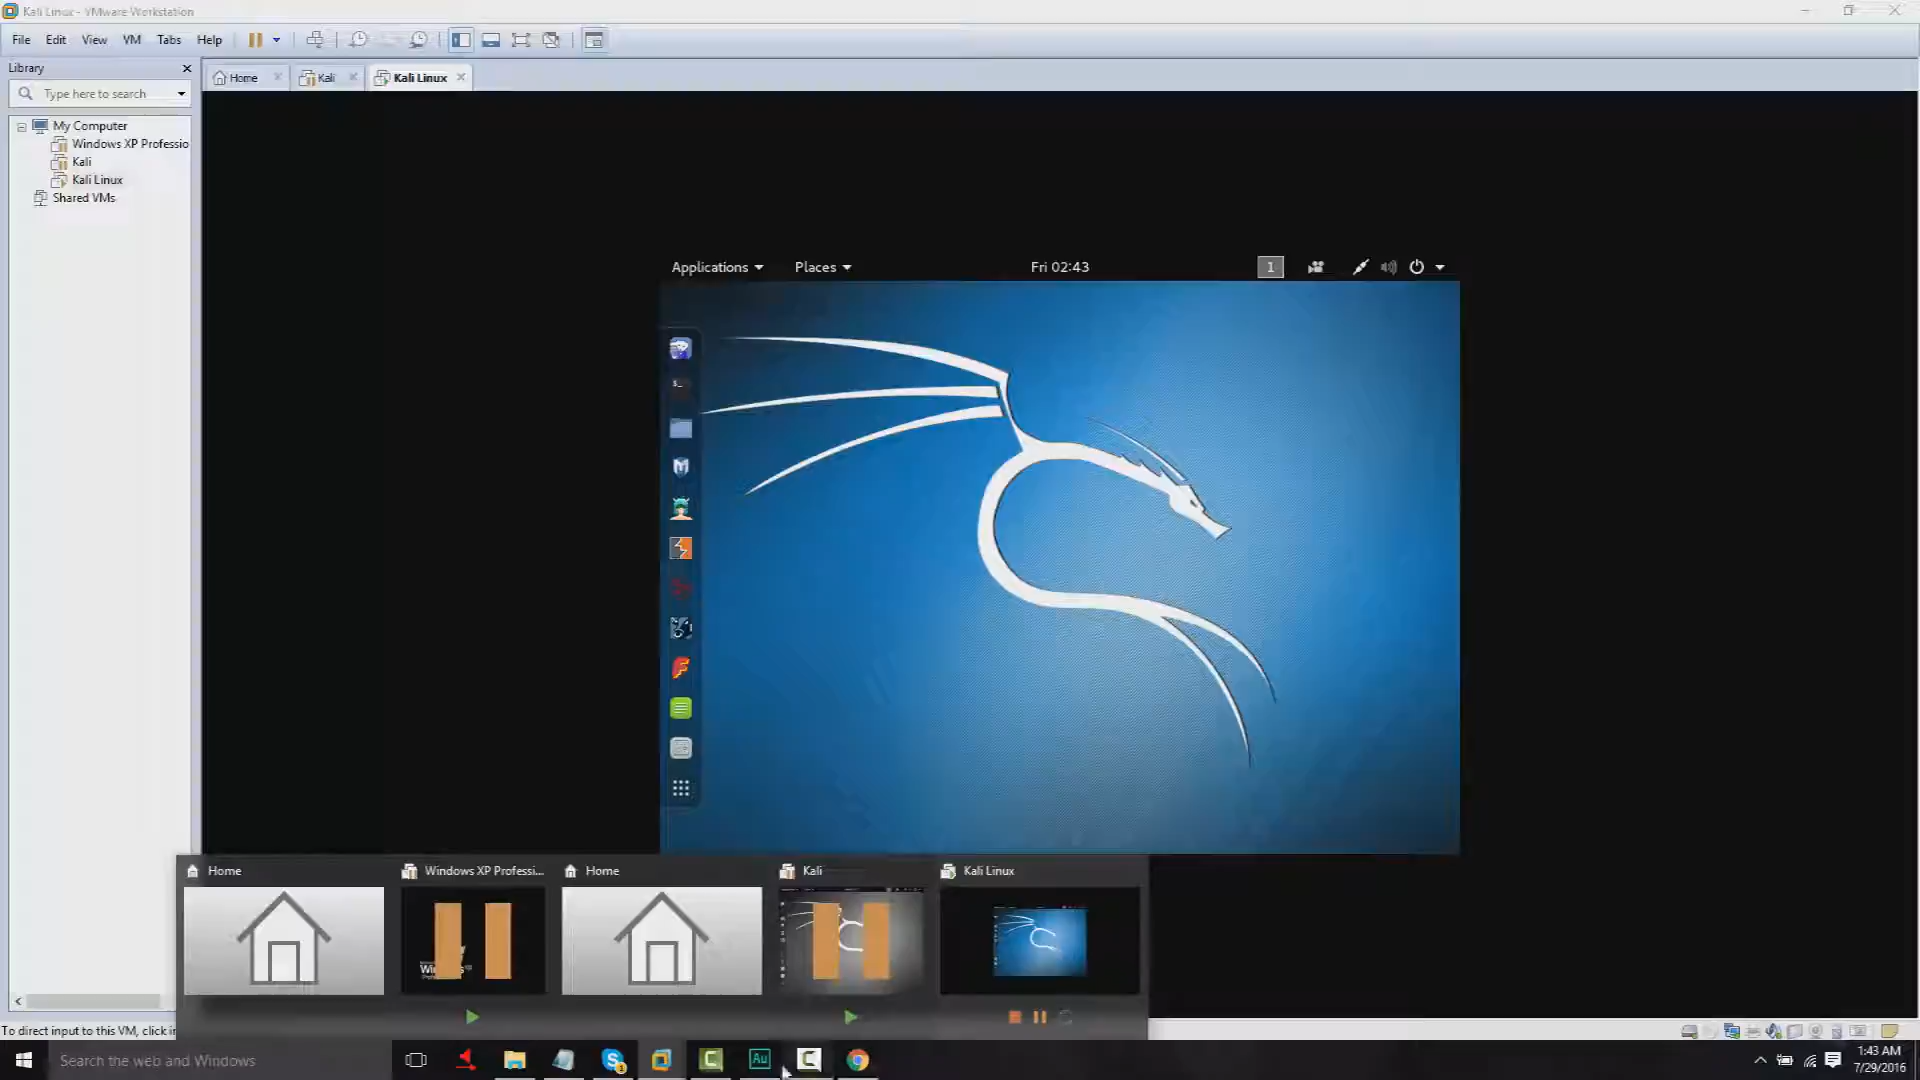 Kali Linux - VMware Workstation
File Edit View VM Tabs Help
Library
Home Kali Kali Linux
Type here to search
My Computer
Windows XP Professio
Kali
Kali Linux
Shared VMs
Applications Places Fri 02:43 1
Home Windows XP Professi... Home Kali Kali Linux
To direct input to this VM, click in
Search the web and Windows
Au
1:43 AM
7/29/2016